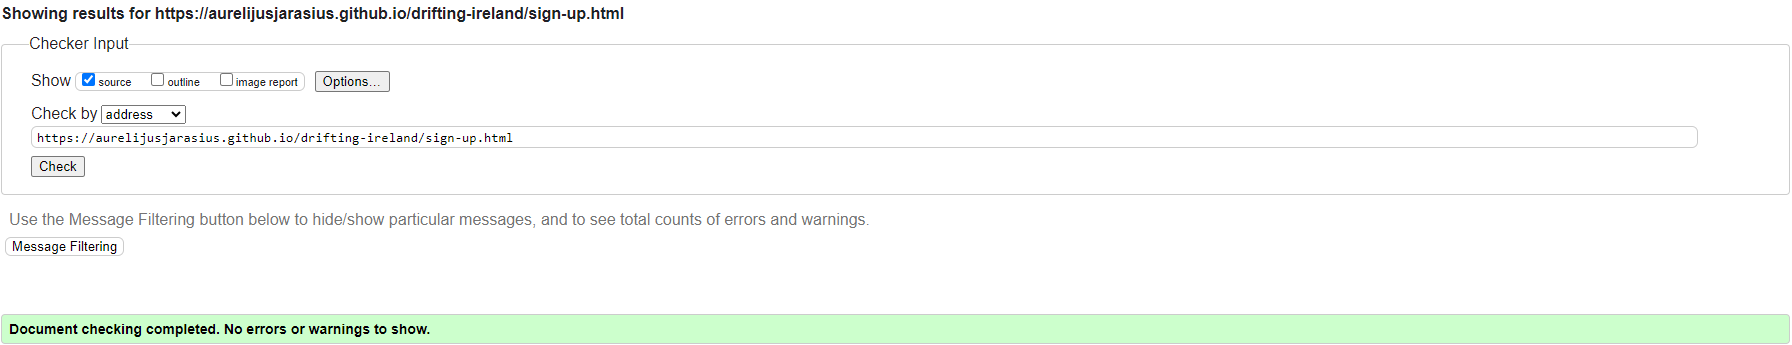 Showing results for https://aurelijusjarasius.github.io/drifting-ireland/sign-up.html
Checker Input
Show source outline image report Options...
Check by address
https://aurelijusjarasius.github.io/drifting-ireland/sign-up.html
Check
Use the Message Filtering button below to hide/show particular messages, and to see total counts of errors and warnings.
Message Filtering
Document checking completed. No errors or warnings to show.